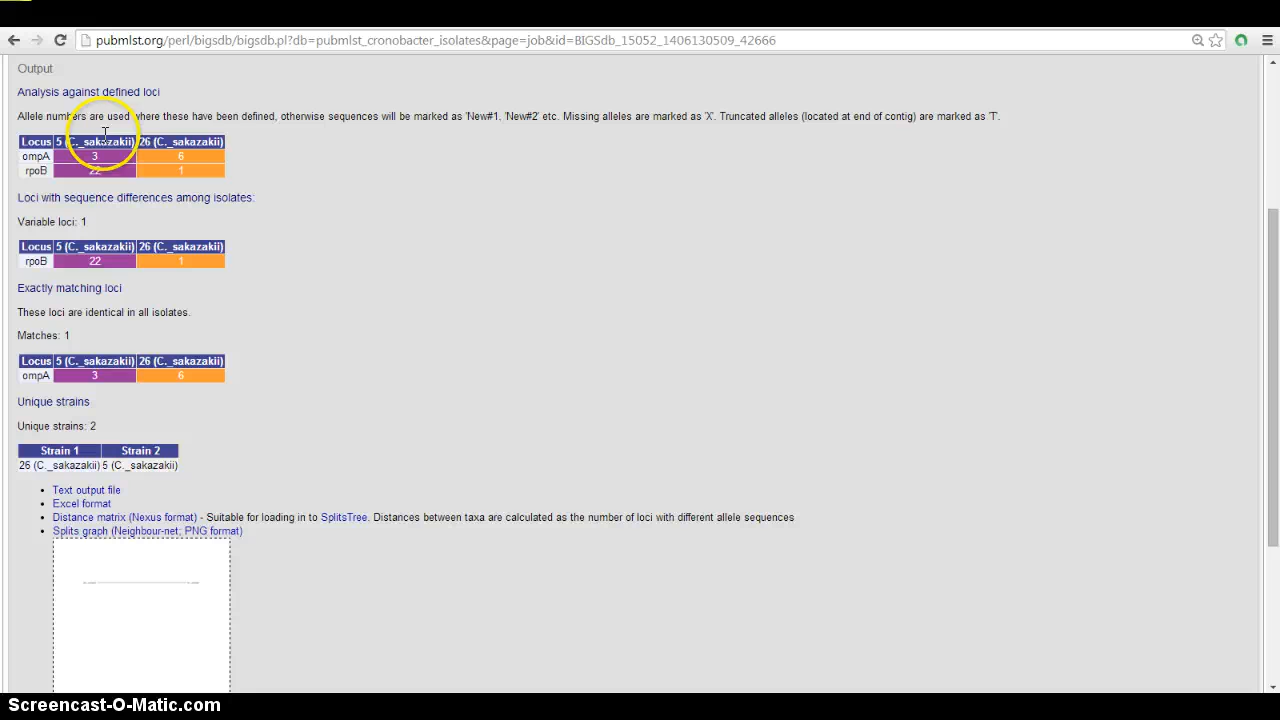 pubmlst.org/perl/bigsdb/bigsdb.pl?db=pubmlst_cronobacter_isolates&page=job&id=BIGSdb_15052_1406130509_42666
Output
Analysis against defined loci
Allele numbers are used where these have been defined, otherwise sequences will be marked as 'New#1, 'New#2' etc. Missing alleles are marked as 'X'. Truncated alleles (located at end of contig) are marked as 'T'.
Locus 5 (C._sakazakii) 26 (C._sakazakii)
ompA 3 6
rpoB 22 1
Loci with sequence differences among isolates:
Variable loci: 1
Locus 5 (C._sakazakii) 26 (C._sakazakii)
rpoB 22 1
Exactly matching loci
These loci are identical in all isolates.
Matches: 1
Locus 5 (C._sakazakii) 26 (C._sakazakii)
ompA 3 6
Unique strains
Unique strains: 2
Strain 1 Strain 2
26 (C._sakazakii) 5 (C._sakazakii)
• Text output file
• Excel format
• Distance matrix (Nexus format) - Suitable for loading in to SplitsTree. Distances between taxa are calculated as the number of loci with different allele sequences
• Splits graph (Neighbour-net; PNG format)
Screencast-O-Matic.com